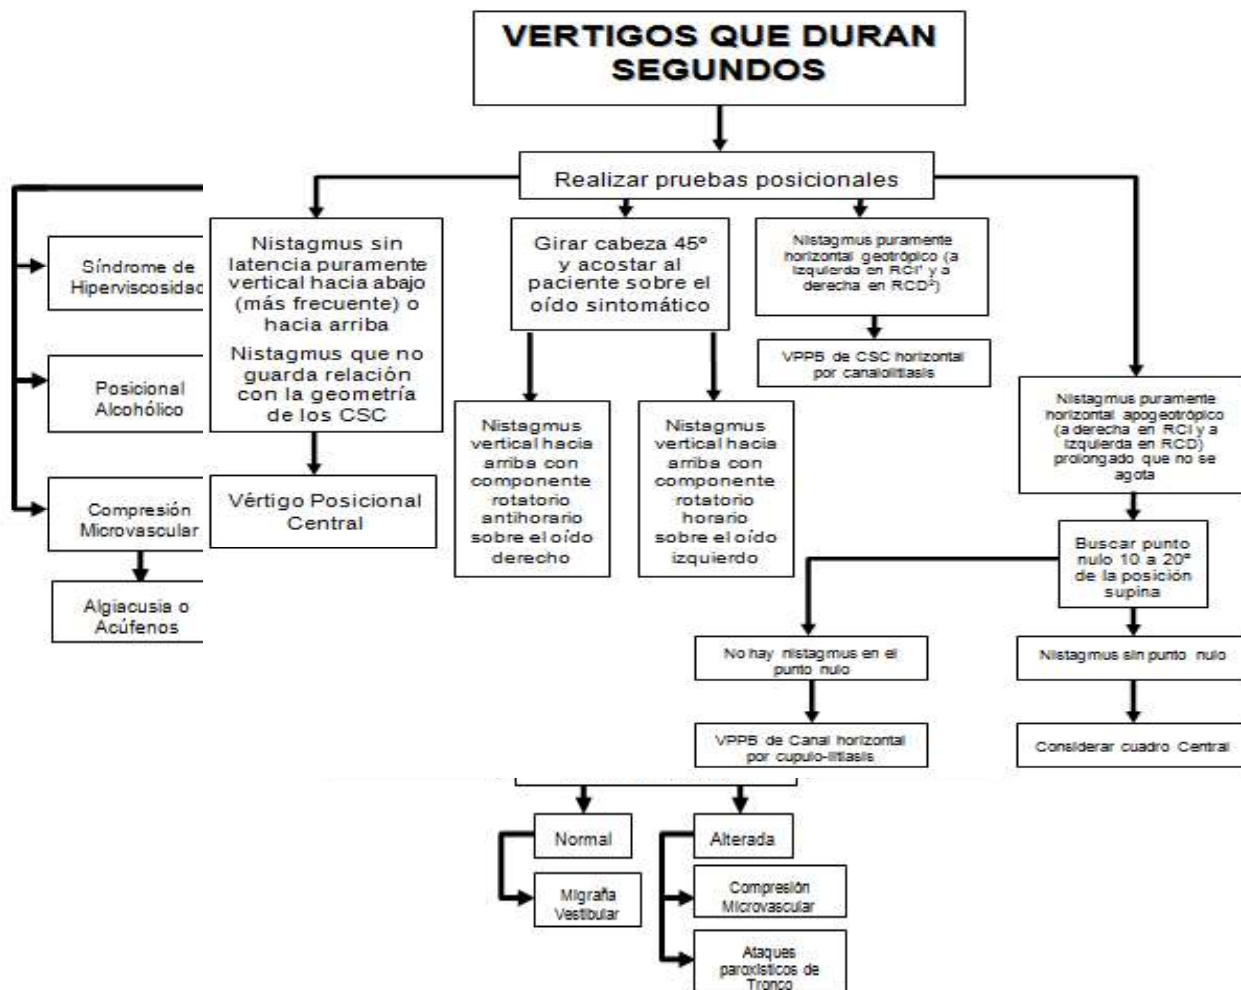 VERTIGOS QUE DURAN
SEGUNDOS
Realizar pruebas posicionales
Síndrome de
Hiperviscosidad
Posicional
Alcohólico
Compresión
Microvascular
Algiacusia o
Acúfenos
Nistagmus sin
latencia puramente
vertical hacia abajo
(más frecuente) o
hacia arriba
Nistagmus que no
guarda relación
con la geometría
de los CSC
Vértigo Posicional
Central
Girar cabeza 45º
y acostar al
paciente sobre el
oído sintomático
Nistagmus
vertical hacia
arriba con
componente
rotatorio
antihorario
sobre el oído
derecho
Nistagmus
vertical hacia
arriba con
componente
rotatorio
horario
sobre el oído
izquierdo
Nistagmus puramente
horizontal geotrópico (a
izquierda en RCI¹ y a
derecha en RCD²)
VPPB de CSC horizontal
por canalolitiasis
Nistagmus puramente
horizontal apogeotrópico
(a derecha en RCI y a
izquierda en RCD)
prolongado que no se
agota
Buscar punto
nulo 10 a 20º
de la posición
supina
No hay nistagmus en el
punto nulo
Nistagmus sin punto nulo
VPPB de Canal horizontal
por cupulo-litiasis
Considerar cuadro Central
Normal
Alterada
Migraña
Vestibular
Compresión
Microvascular
Ataques
paroxísticos de
Tronco